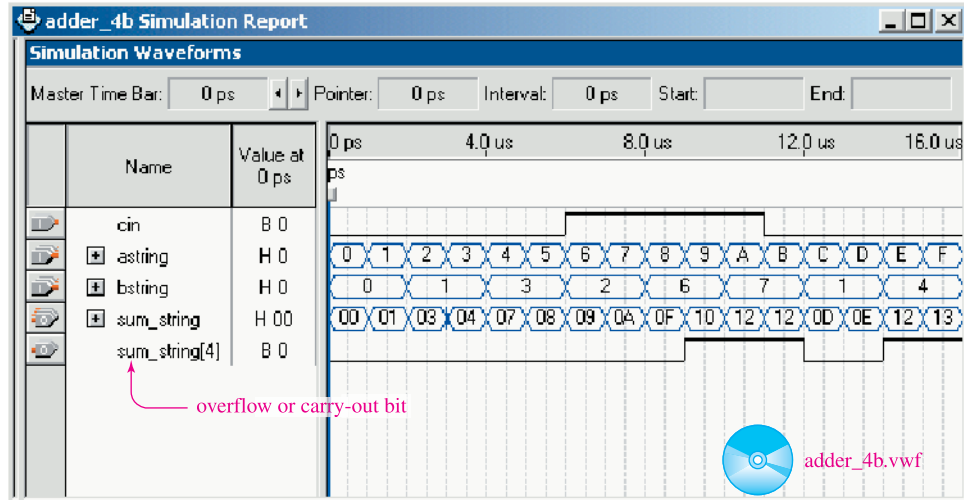 adder_4b Simulation Report
Simulation Waveforms
Master Time Bar: 0 ps Pointer: 0 ps Interval: 0 ps Start: End:
Name Value at 0 ps 0 ps 4.0 us 8.0 us 12.0 us 16.0 us
ps
cin B 0
astring H 0 0 1 2 3 4 5 6 7 8 9 A B C D E F
bstring H 0 0 1 3 2 6 7 1 4
sum_string H 00 00 01 03 04 07 08 09 0A 0F 10 12 12 0D 0E 12 13
sum_string[4] B 0
overflow or carry-out bit
adder_4b.vwf